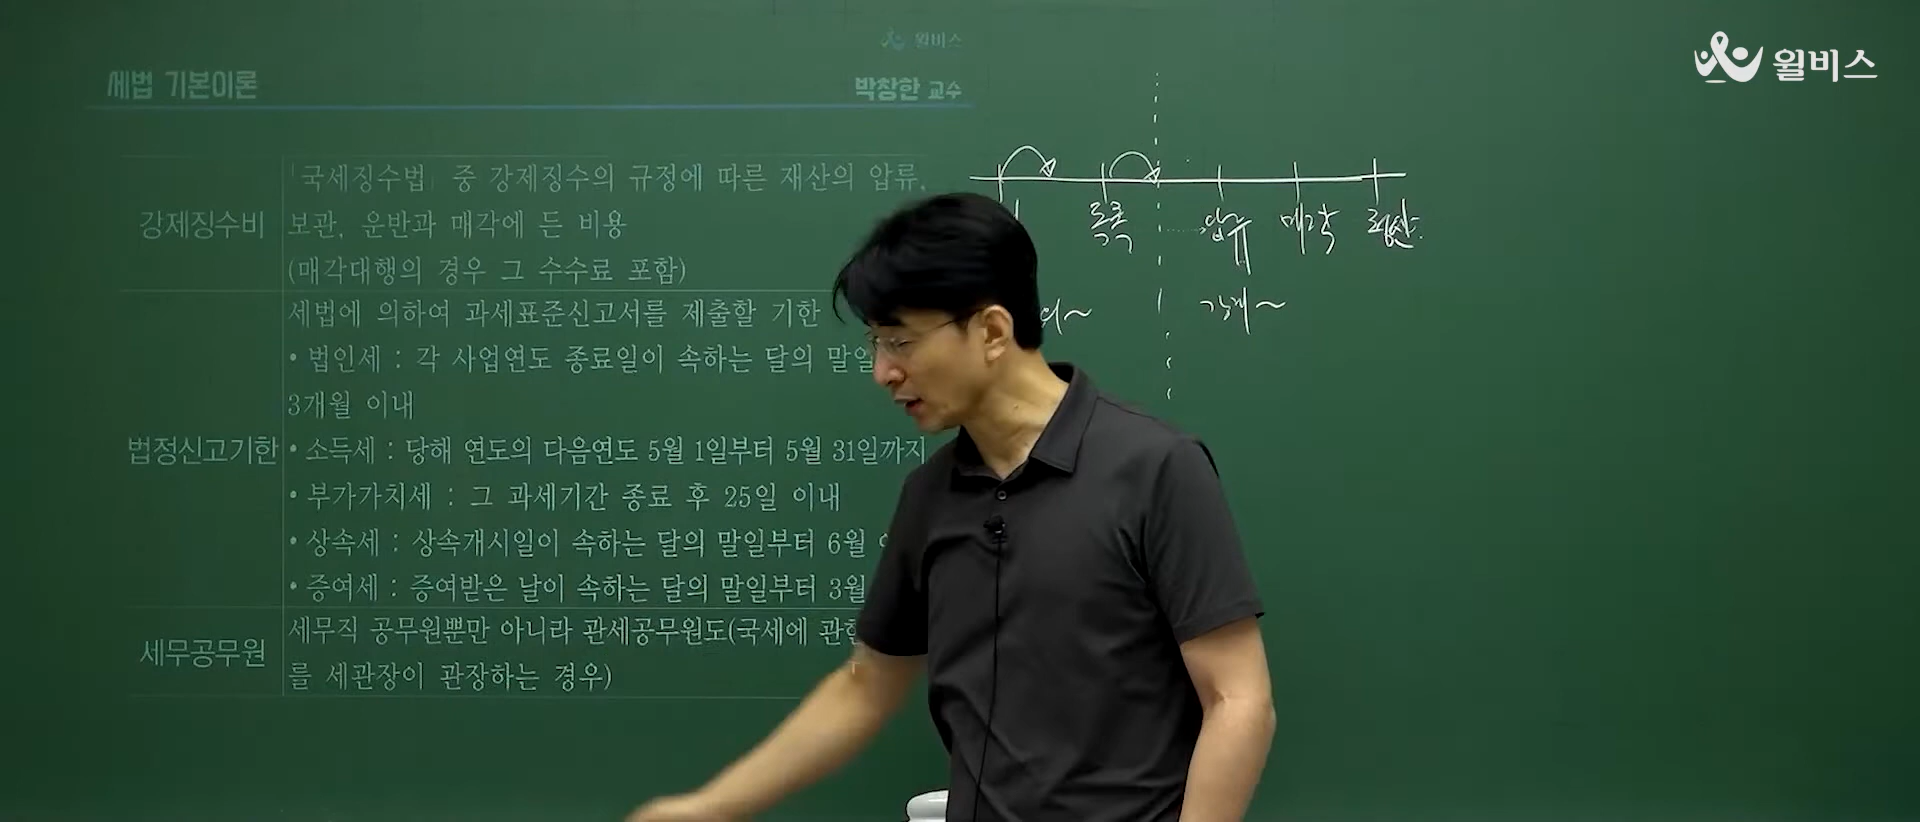 윌비스
윌비스
세법 기본이론
박창한 교수
강제징수비
「국세징수법」 중 강제징수의 규정에 따른 재산의 압류,
보관, 운반과 매각에 든 비용
(매각대행의 경우 그 수수료 포함)
법정신고기한
세법에 의하여 과세표준신고서를 제출할 기한
• 법인세 : 각 사업연도 종료일이 속하는 달의 말일
3개월 이내
• 소득세 : 당해 연도의 다음연도 5월 1일부터 5월 31일까지
• 부가가치세 : 그 과세기간 종료 후 25일 이내
• 상속세 : 상속개시일이 속하는 달의 말일부터 6월
• 증여세 : 증여받은 날이 속하는 달의 말일부터 3월
세무공무원
세무직 공무원뿐만 아니라 관세공무원도(국세에 관한
를 세관장이 관장하는 경우)
독촉 압류 매각 청산
의~ 강제~